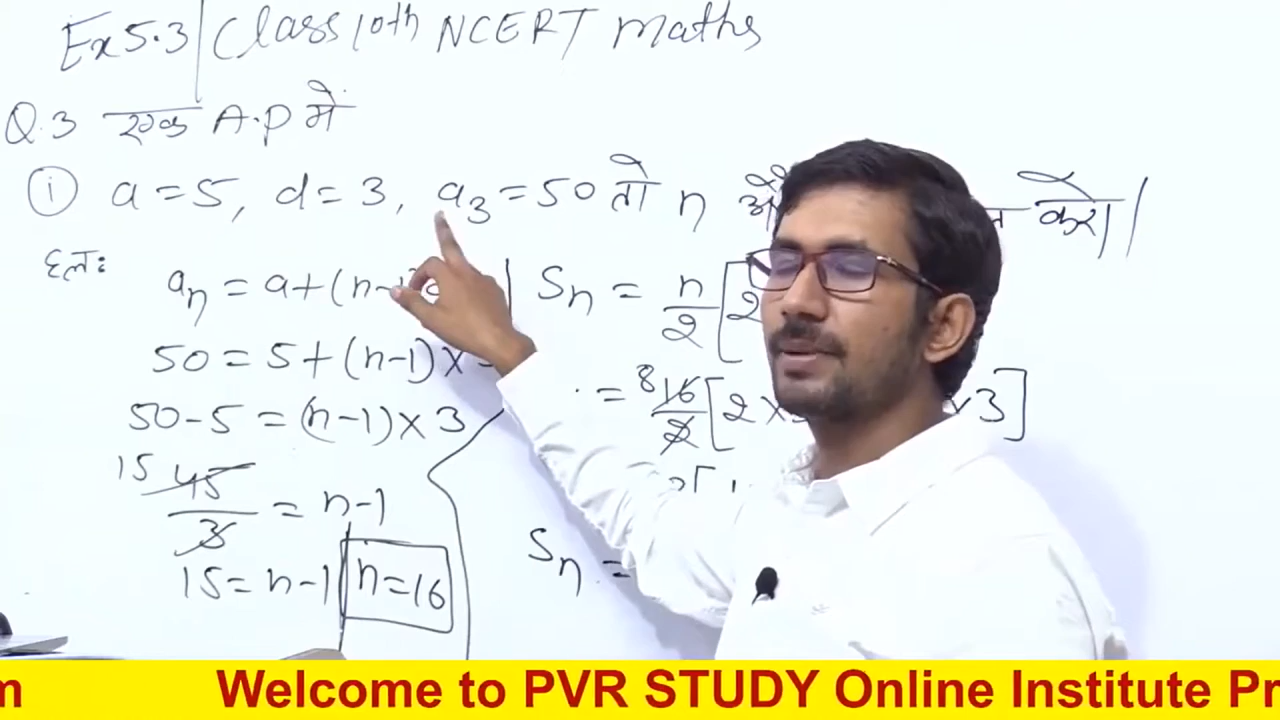 Ex 5.3 | Class 10th NCERT maths
Q.3 एक A.P मे
(i) a = 5, d = 3, a3 = 50 तो n करो|
हल:
an = a + (n-1)
50 = 5 + (n-1) ×
50 - 5 = (n-1) × 3
15 45/3 = n-1
15 = n-1 | n = 16
Sn = n/2 [2
= 8 16/2 [2 × × 3]
Sn =
m Welcome to PVR STUDY Online Institute Pr